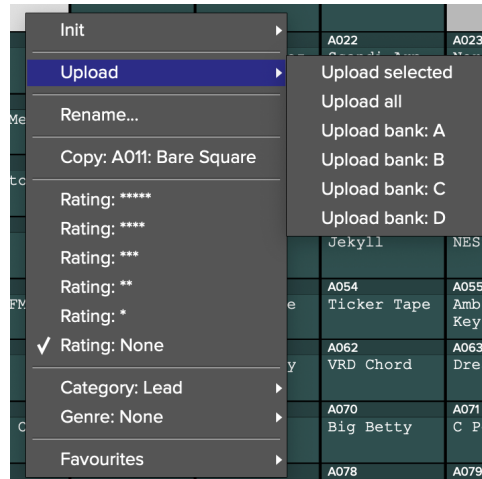 Init
Upload
Rename...
Copy: A011: Bare Square
Rating: *****
Rating: ****
Rating: ***
Rating: **
Rating: *
✓ Rating: None
Category: Lead
Genre: None
Favourites
Upload selected
Upload all
Upload bank: A
Upload bank: B
Upload bank: C
Upload bank: D
A022
A023
Jekyll
NES
A054
A055
Ticker Tape
Amb
Key
A062
A063
VRD Chord
Dre
A070
A071
Big Betty
C P
A078
A079